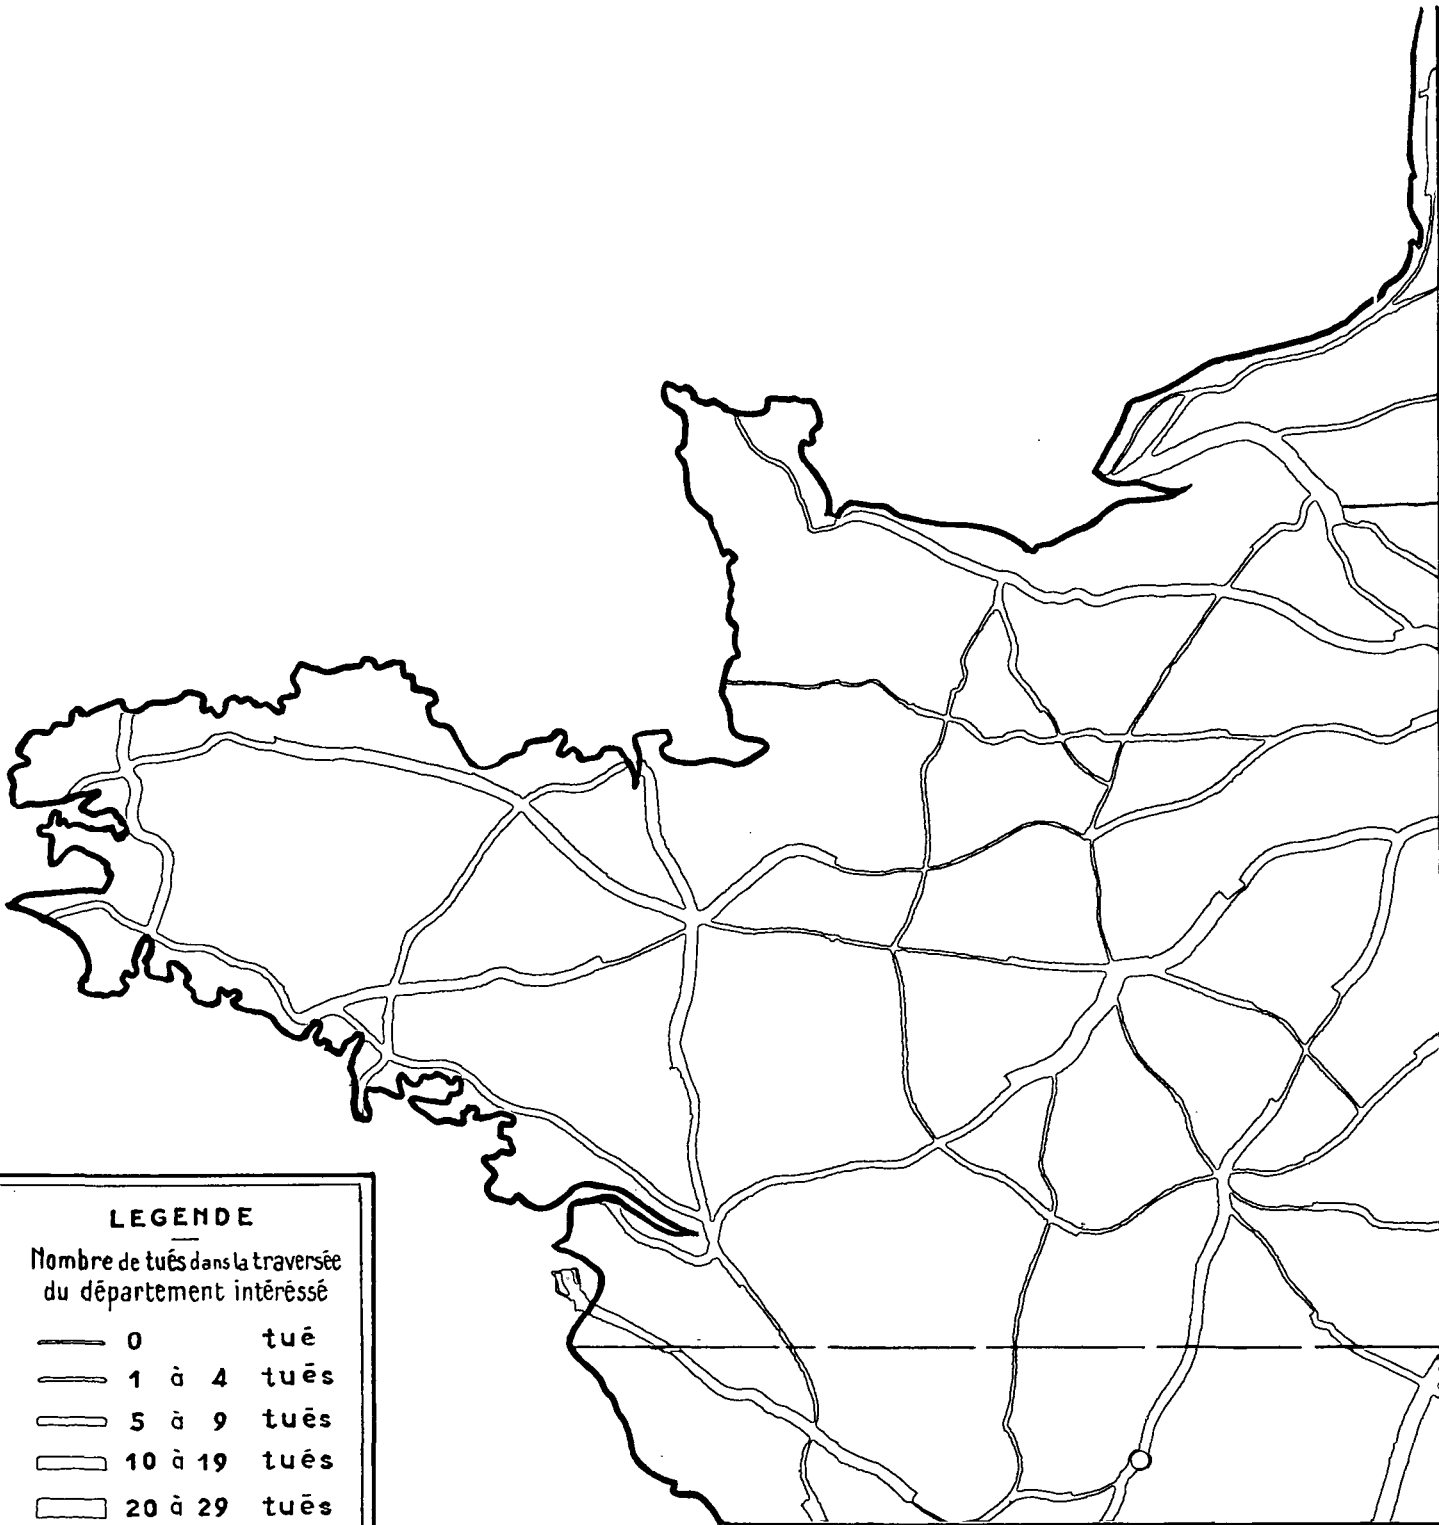 LEGENDE
Nombre de tués dans la traversée
du département intéréssé
0 tué
1 à 4 tués
5 à 9 tués
10 à 19 tués
20 à 29 tués